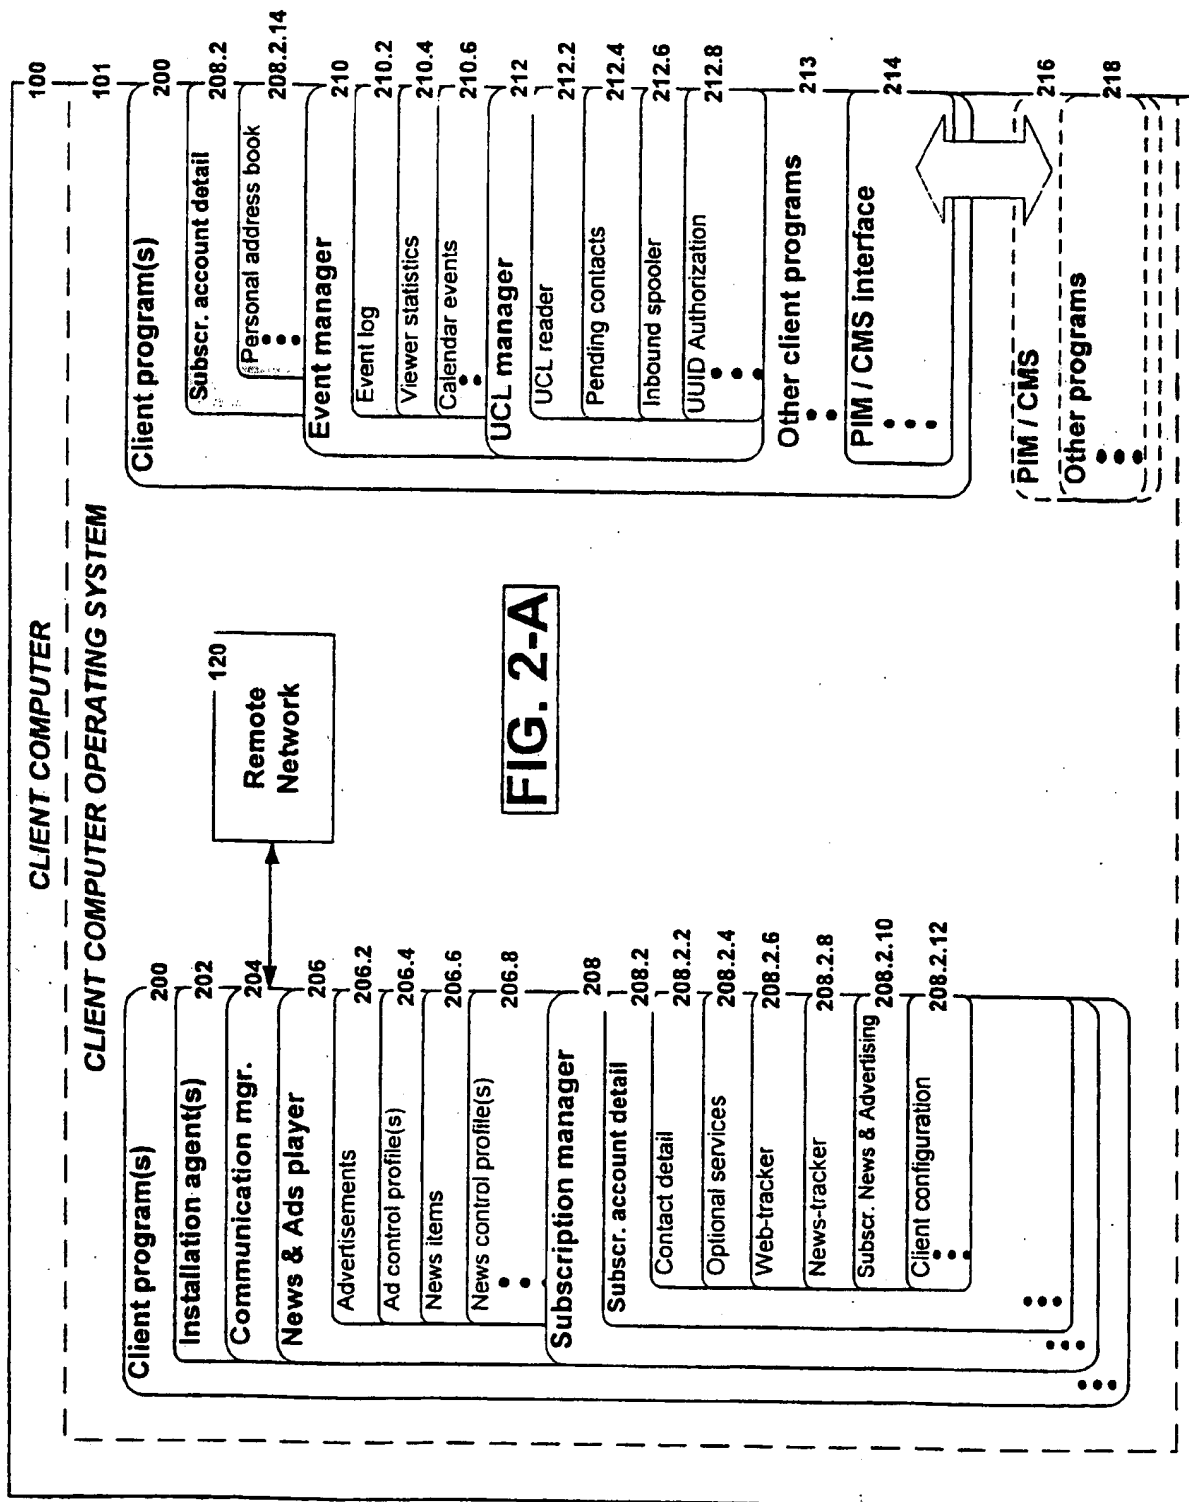 CLIENT COMPUTER
100
CLIENT COMPUTER OPERATING SYSTEM
101
Client program(s)
200
Installation agent(s)
202
Communication mgr.
204
News & Ads player
206
Advertisements
206.2
Ad control profile(s)
206.4
News items
206.6
News control profile(s)
206.8
Subscription manager
208
Subscr. account detail
208.2
Contact detail
208.2.2
Optional services
208.2.4
Web-tracker
208.2.6
News-tracker
208.2.8
Subscr. News & Advertising
208.2.10
Client configuration
208.2.12
120
Remote
Network
FIG. 2-A
Client program(s)
200
Subscr. account detail
208.2
Personal address book
208.2.14
Event manager
210
Event log
210.2
Viewer statistics
210.4
Calendar events
210.6
UCL manager
212
UCL reader
212.2
Pending contacts
212.4
Inbound spooler
212.6
UUID Authorization
212.8
Other client programs
213
PIM / CMS interface
214
PIM / CMS
216
Other programs
218